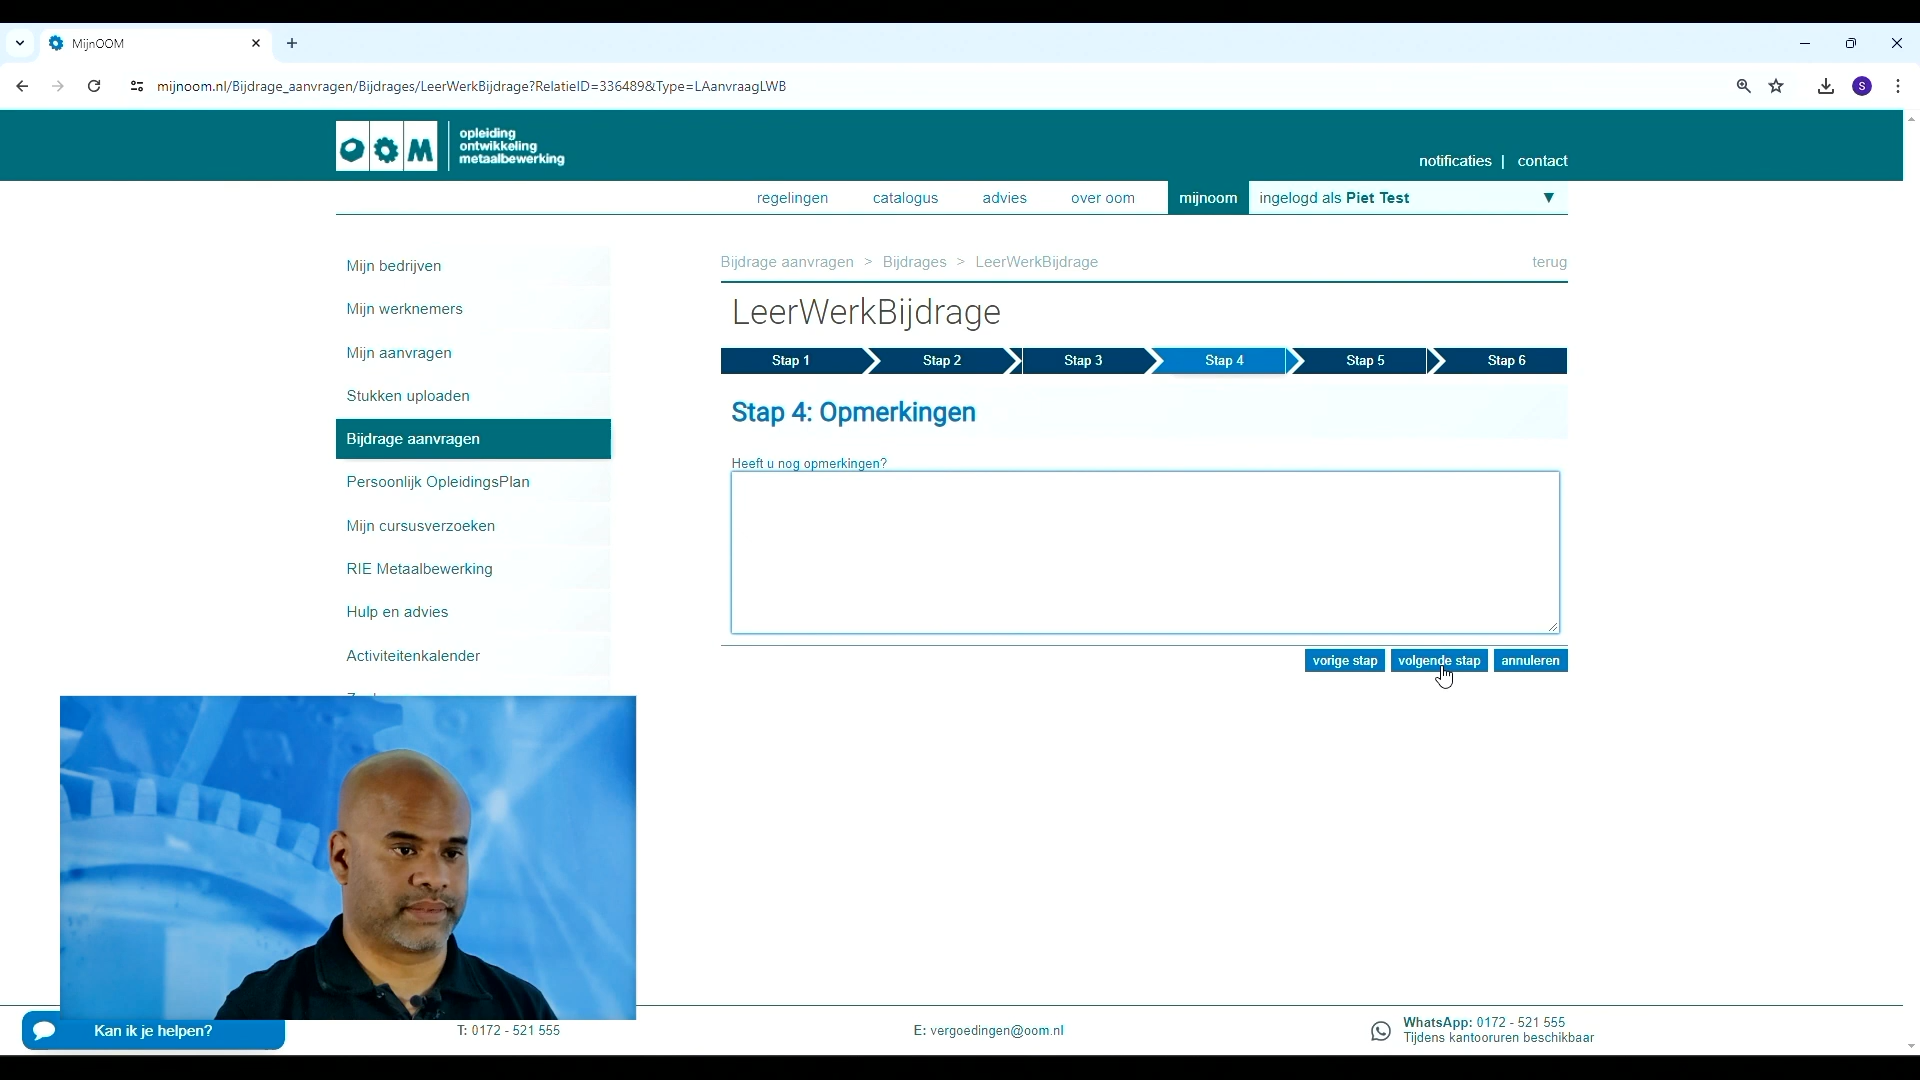 MijnOOM
mijnoom.nl/Bijdrage_aanvragen/Bijdrages/LeerWerkBijdrage?RelatieID=336489&Type=LAanvraagLWB
S
OOM
opleiding
ontwikkeling
metaalbewerking
notificaties | contact
regelingen catalogus advies over oom mijnoom ingelogd als Piet Test
Mijn bedrijven
Mijn werknemers
Mijn aanvragen
Stukken uploaden
Bijdrage aanvragen
Persoonlijk OpleidingsPlan
Mijn cursusverzoeken
RIE Metaalbewerking
Hulp en advies
Activiteitenkalender
Bijdrage aanvragen > Bijdrages > LeerWerkBijdrage
terug
LeerWerkBijdrage
Stap 1 Stap 2 Stap 3 Stap 4 Stap 5 Stap 6
Stap 4: Opmerkingen
Heeft u nog opmerkingen?
vorige stap volgende stap annuleren
Kan ik je helpen?
T: 0172 - 521 555
E: vergoedingen@oom.nl
WhatsApp: 0172 - 521 555
Tijdens kantooruren beschikbaar